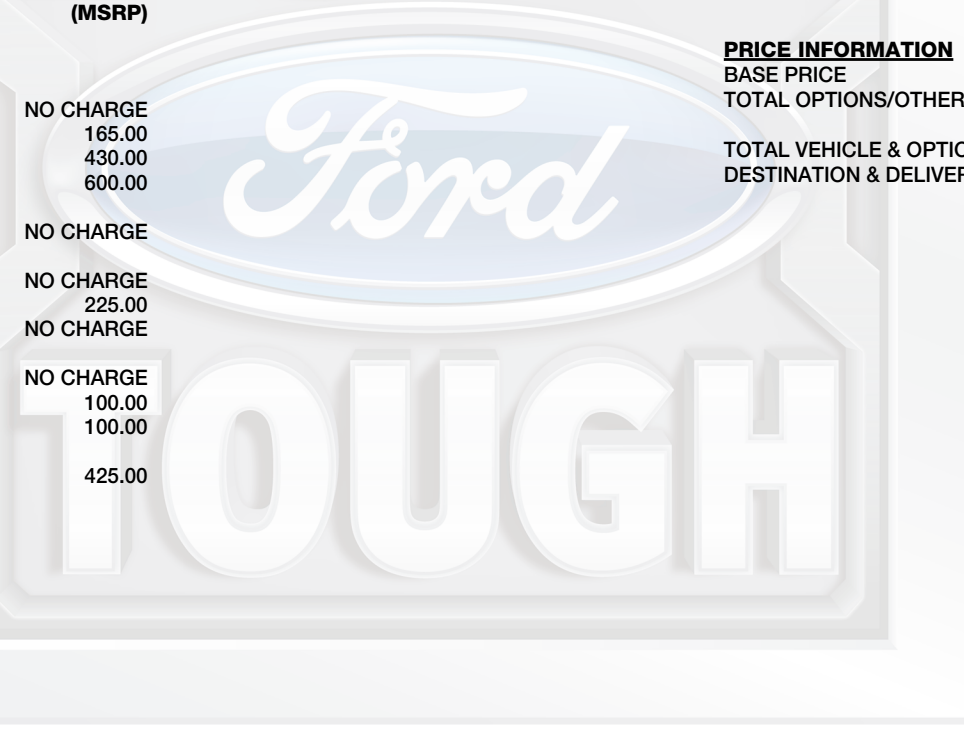 (MSRP)
NO CHARGE
165.00
430.00
600.00
NO CHARGE
NO CHARGE
225.00
NO CHARGE
NO CHARGE
100.00
100.00
425.00
PRICE INFORMATION
BASE PRICE
TOTAL OPTIONS/OTHER
TOTAL VEHICLE & OPTIO
DESTINATION & DELIVER
Ford
TOUGH